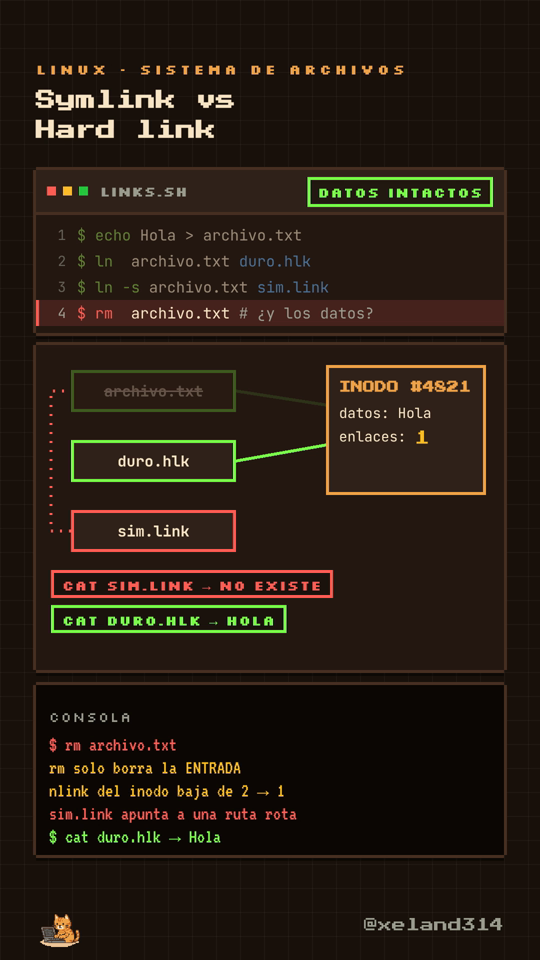 LINUX - SISTEMA DE ARCHIVOS
Symlink vs
Hard link
LINKS.SH
DATOS INTACTOS
1 $ echo Hola > archivo.txt
2 $ ln archivo.txt duro.hlk
3 $ ln -s archivo.txt sim.link
4 $ rm archivo.txt # ¿y los datos?
archivo.txt
INODO #4821
datos: Hola
enlaces: 1
duro.hlk
sim.link
CAT SIM.LINK → NO EXISTE
CAT DURO.HLK → HOLA
CONSOLA
$ rm archivo.txt
rm solo borra la ENTRADA
nlink del inodo baja de 2 → 1
sim.link apunta a una ruta rota
$ cat duro.hlk → Hola
@xeland314